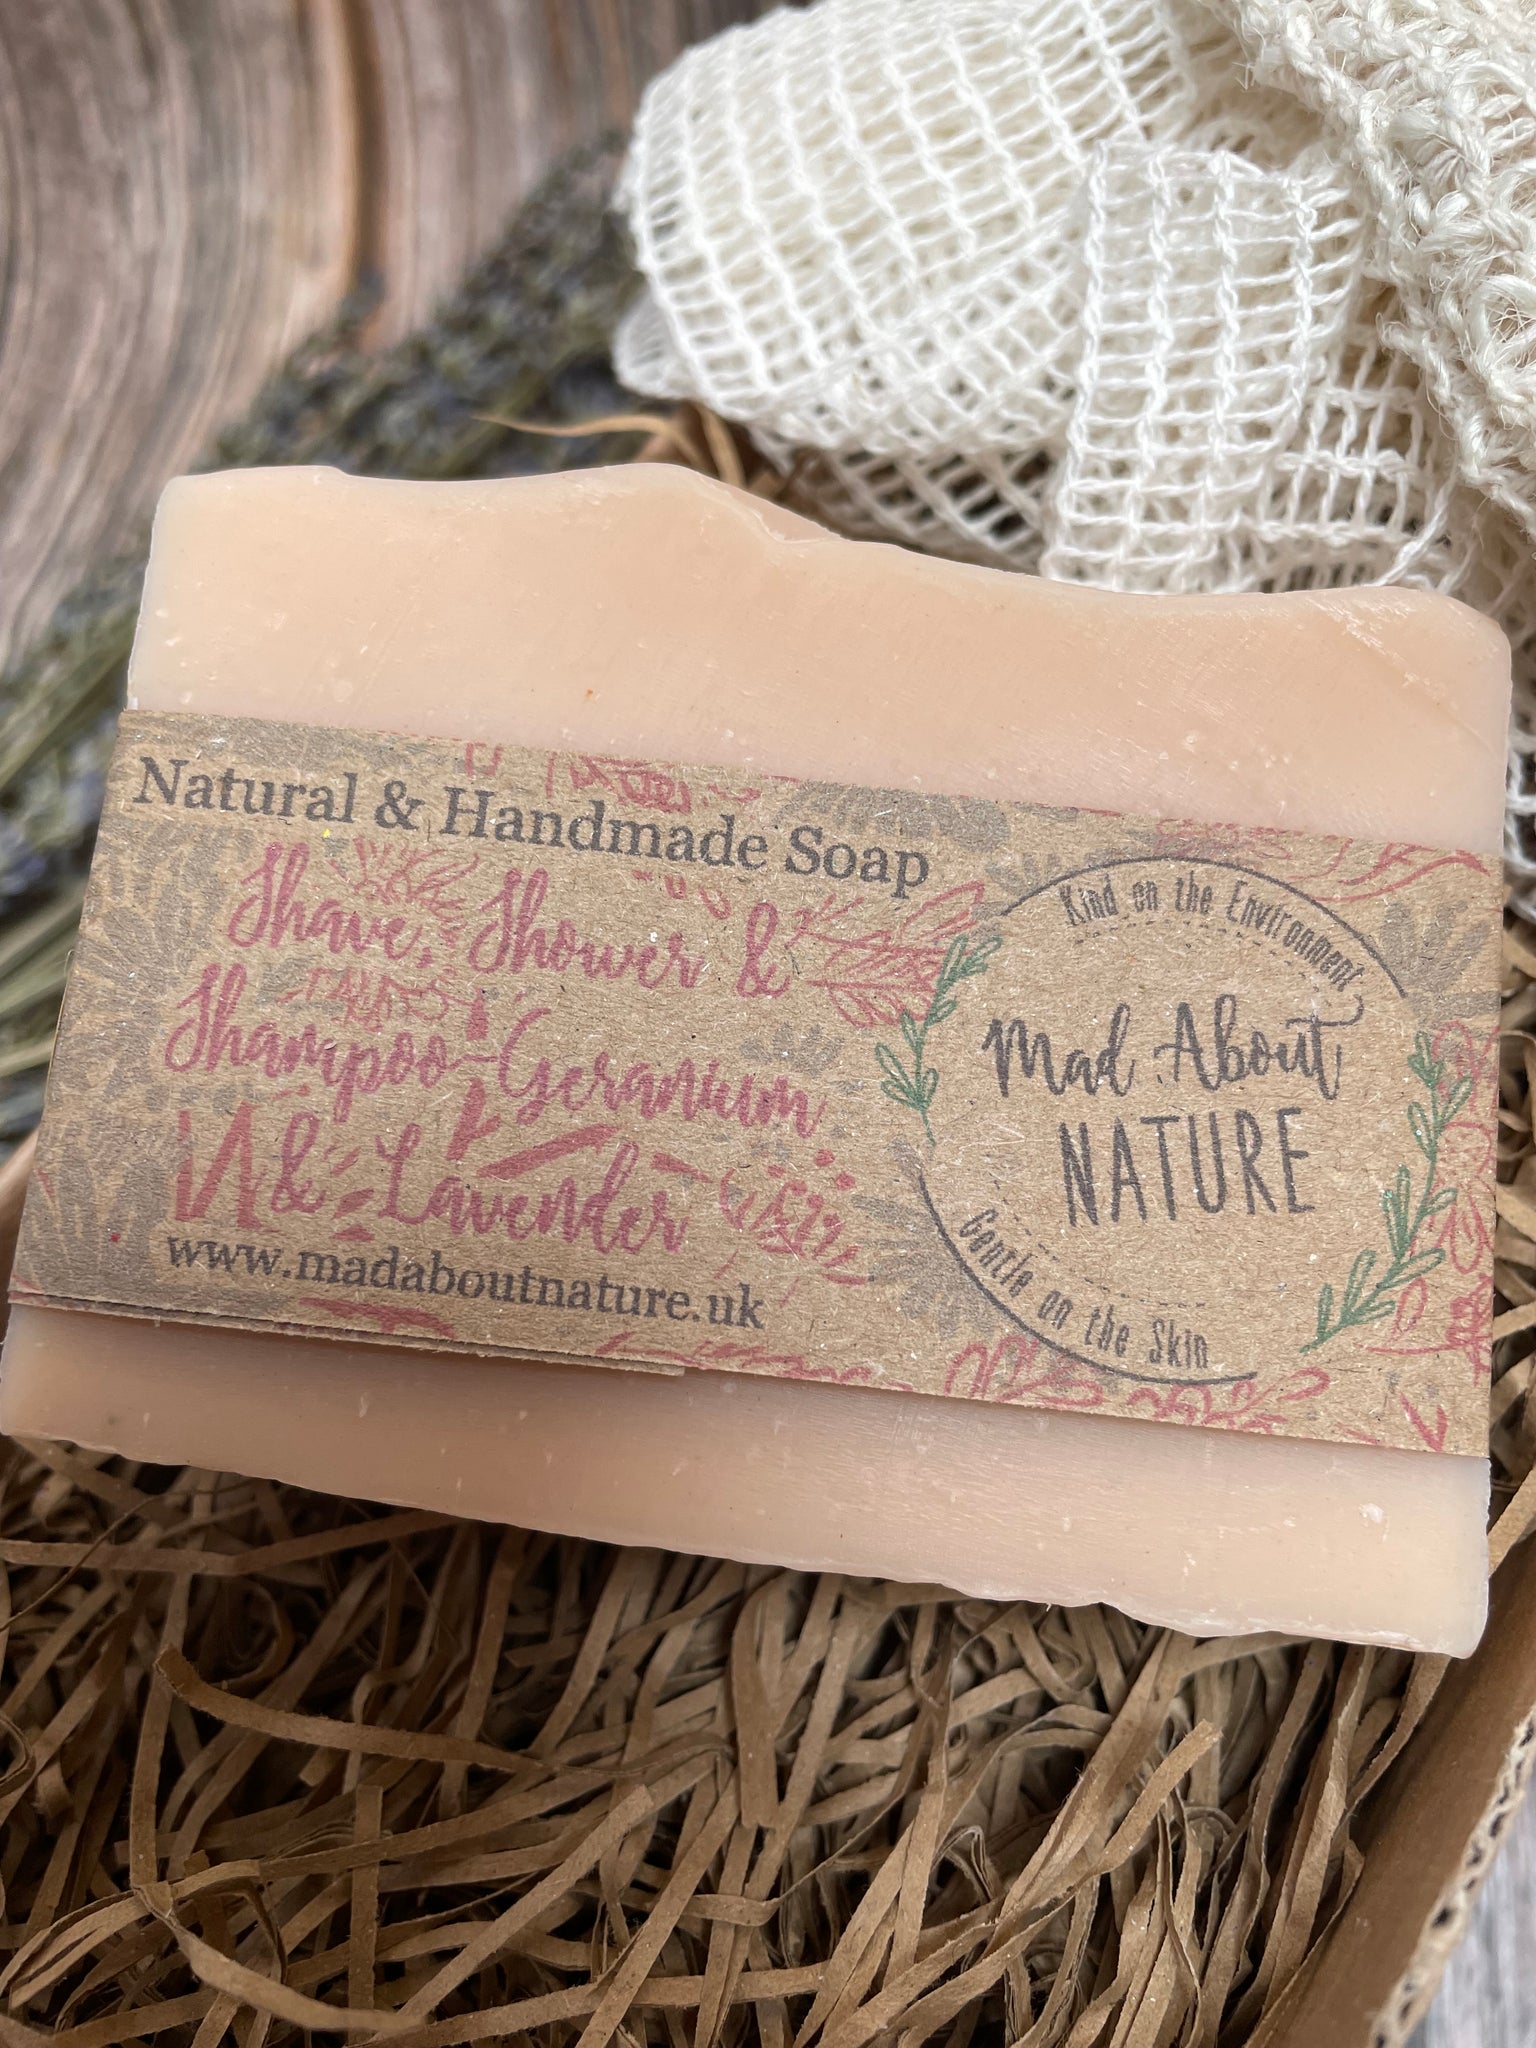 Natural & Handmade Soap
Shave, Shower &
Shampoo-Geranium
& Lavender
www.madaboutnature.uk
Kind on the Environment
Mad About
NATURE
Gentle on the Skin